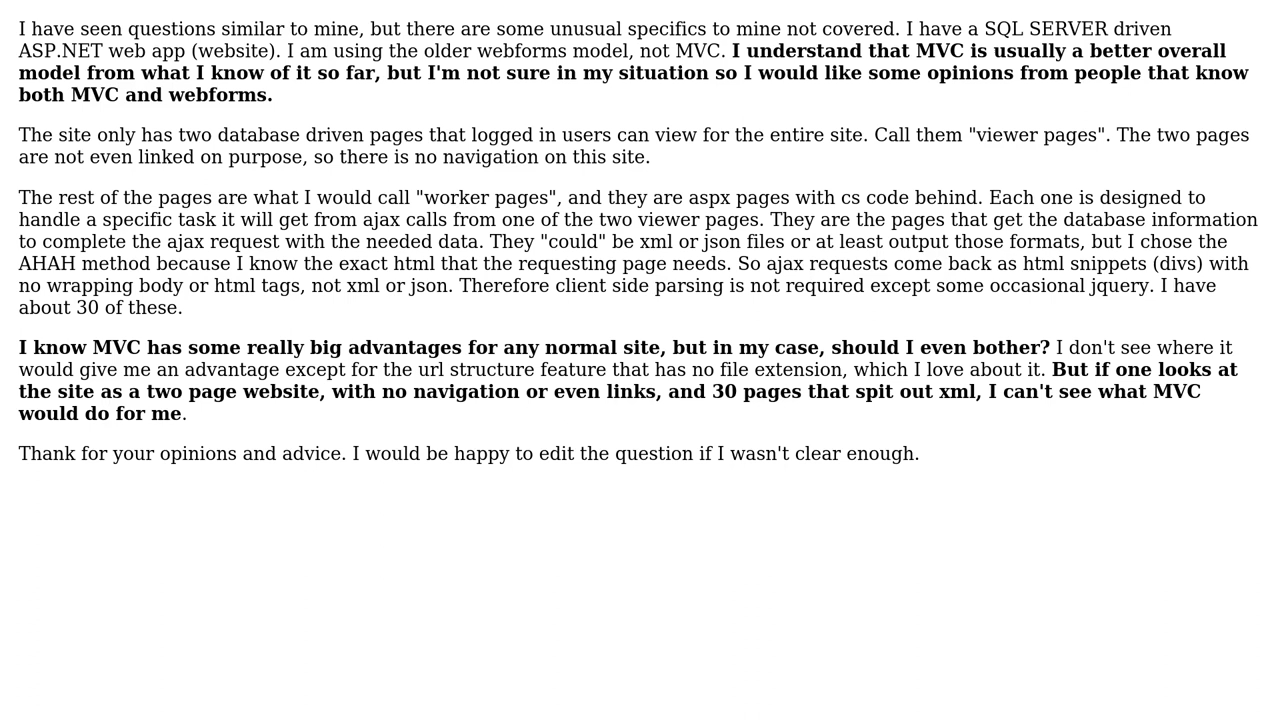 I have seen questions similar to mine, but there are some unusual specifics to mine not covered. I have a SQL SERVER driven
ASP.NET web app (website). I am using the older webforms model, not MVC. I understand that MVC is usually a better overall
model from what I know of it so far, but I'm not sure in my situation so I would like some opinions from people that know
both MVC and webforms.
The site only has two database driven pages that logged in users can view for the entire site. Call them "viewer pages". The two pages
are not even linked on purpose, so there is no navigation on this site.
The rest of the pages are what I would call "worker pages", and they are aspx pages with cs code behind. Each one is designed to
handle a specific task it will get from ajax calls from one of the two viewer pages. They are the pages that get the database information
to complete the ajax request with the needed data. They "could" be xml or json files or at least output those formats, but I chose the
AHAH method because I know the exact html that the requesting page needs. So ajax requests come back as html snippets (divs) with
no wrapping body or html tags, not xml or json. Therefore client side parsing is not required except some occasional jquery. I have
about 30 of these.
I know MVC has some really big advantages for any normal site, but in my case, should I even bother? I don't see where it
would give me an advantage except for the url structure feature that has no file extension, which I love about it. But if one looks at
the site as a two page website, with no navigation or even links, and 30 pages that spit out xml, I can't see what MVC
would do for me.
Thank for your opinions and advice. I would be happy to edit the question if I wasn't clear enough.